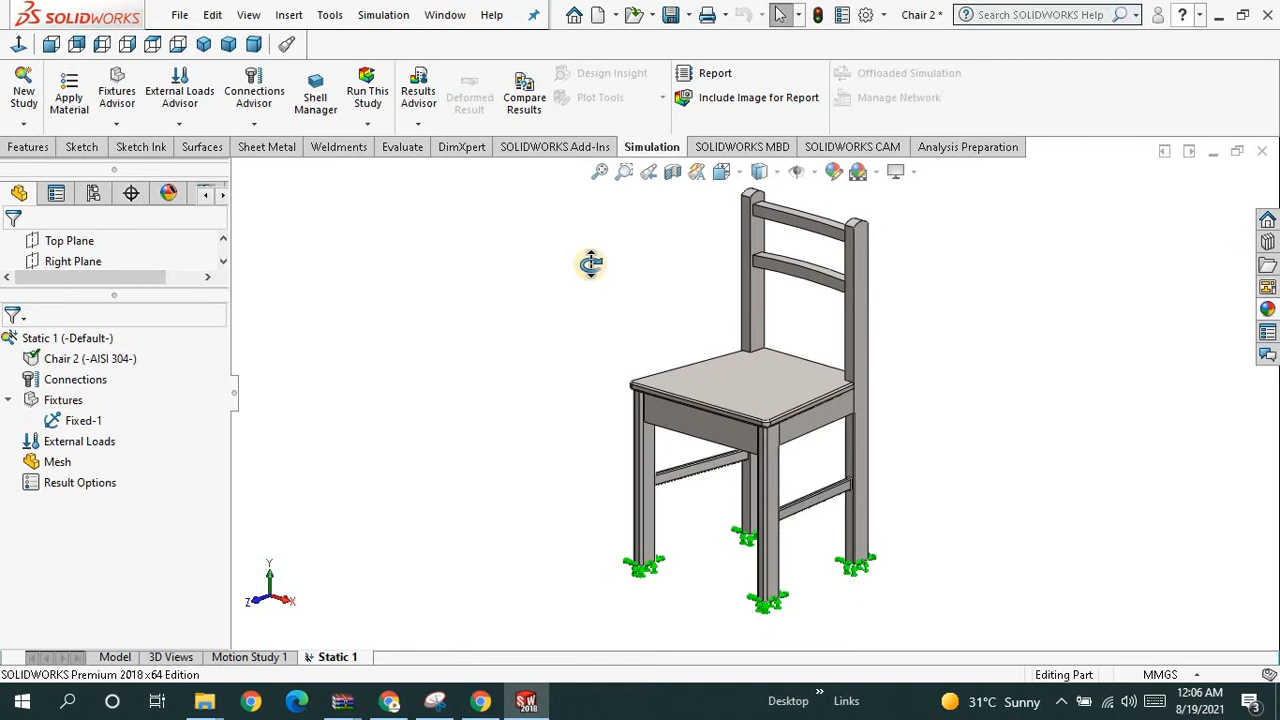 SOLIDWORKS File Edit View Insert Tools Simulation Window Help Chair 2 * Search SOLIDWORKS Help ?
New Study
Apply Material
Fixtures Advisor
External Loads Advisor
Connections Advisor
Shell Manager
Run This Study
Results Advisor
Deformed Result
Compare Results
Design Insight
Plot Tools
Report
Include Image for Report
Offloaded Simulation
Manage Network
Features Sketch Sketch Ink Surfaces Sheet Metal Weldments Evaluate DimXpert SOLIDWORKS Add-Ins Simulation SOLIDWORKS MBD SOLIDWORKS CAM Analysis Preparation
Top Plane
Right Plane
Static 1 (-Default-)
Chair 2 (-AISI 304-)
Connections
Fixtures
Fixed-1
External Loads
Mesh
Result Options
Y
Z X
Model 3D Views Motion Study 1 Static 1
SOLIDWORKS Premium 2018 x64 Edition Editing Part MMGS
SW 2018 Desktop » Links 31°C Sunny 12:06 AM
8/19/2021 3